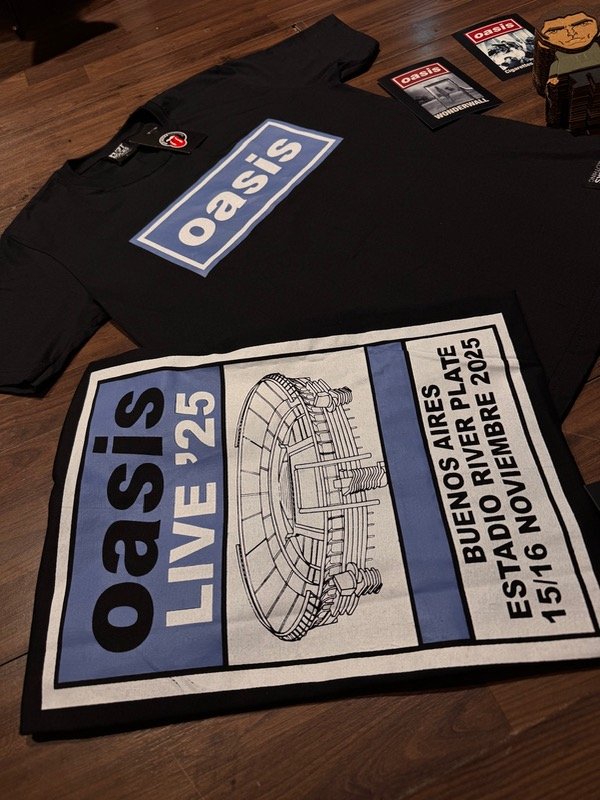 oasis
oasis
LIVE '25
BUENOS AIRES
ESTADIO RIVER PLATE
15/16 NOVIEMBRE 2025
oasis
WONDERWALL
oasis